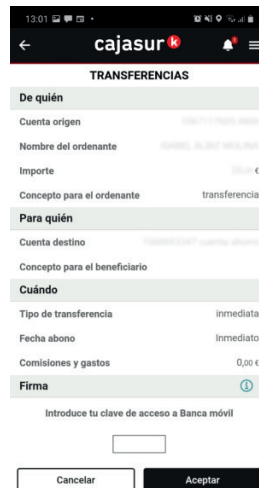 13:01
cajasur k
TRANSFERENCIAS
De quién
Cuenta origen
Nombre del ordenante
Importe €
Concepto para el ordenante transferencia
Para quién
Cuenta destino
Concepto para el beneficiario
Cuándo
Tipo de transferencia inmediata
Fecha abono Inmediato
Comisiones y gastos 0,00 €
Firma
Introduce tu clave de acceso a Banca móvil
Cancelar Aceptar